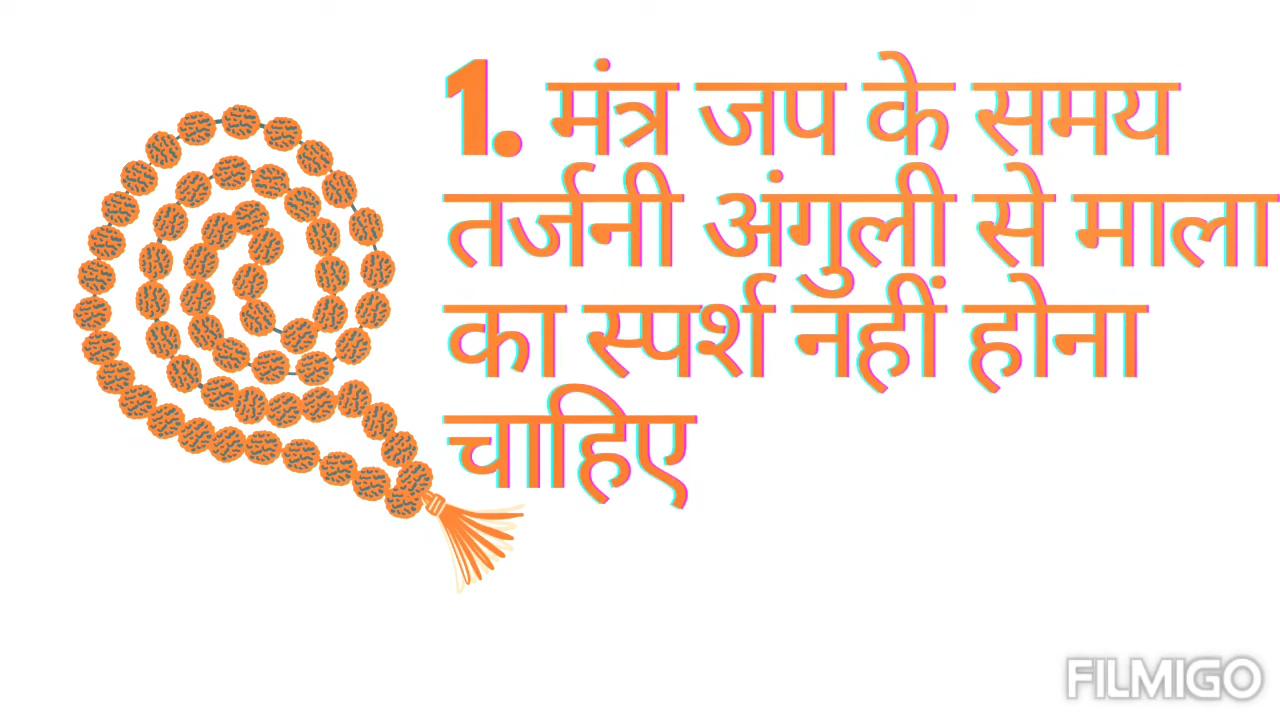 1. मंत्र जप के समय
तर्जनी अंगुली से माला
का स्पर्श नहीं होना
चाहिए
FILMIGO